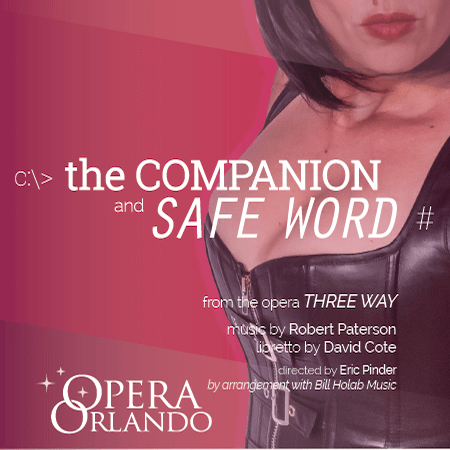 C:\> the COMPANION
and SAFE WORD #
from the opera THREE WAY
music by Robert Paterson
libretto by David Cote
directed by Eric Pinder
by arrangement with Bill Holab Music
OPERA
ORLANDO